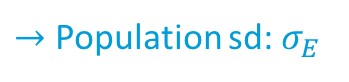 → Population sd: σ_E